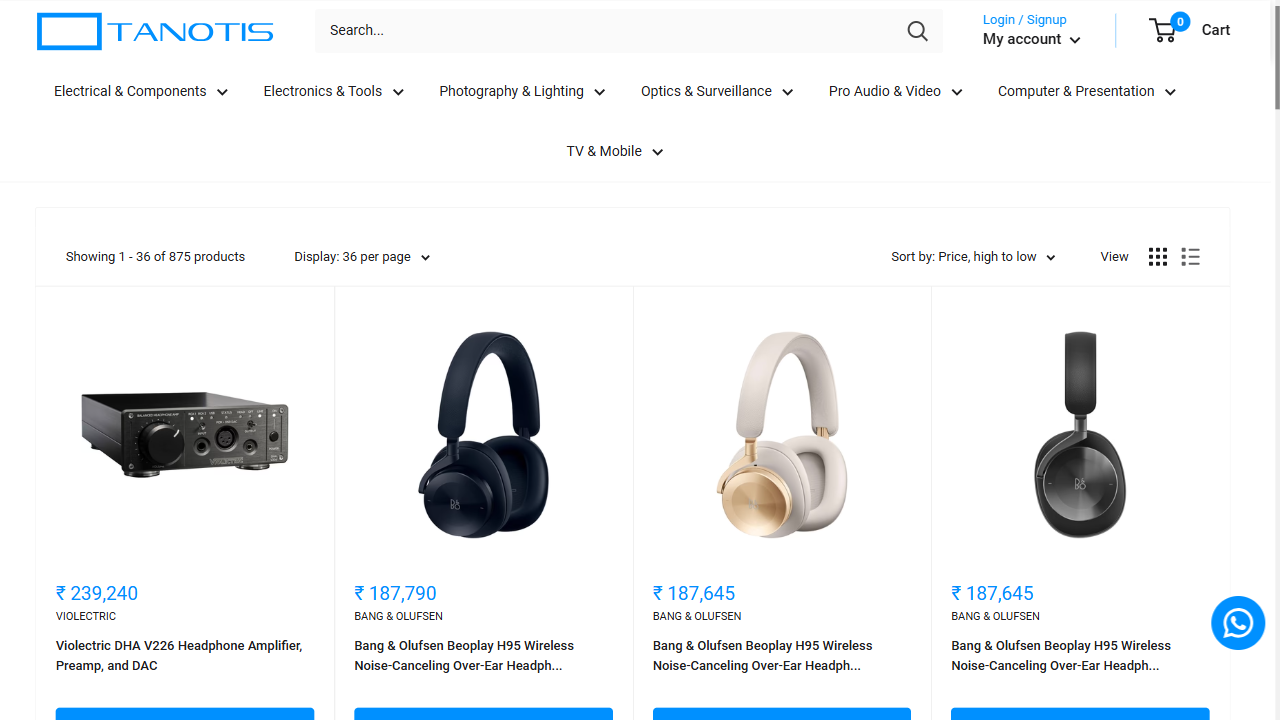 TANOTIS
Search...
Login / Signup
My account
0
Cart
Electrical & Components
Electronics & Tools
Photography & Lighting
Optics & Surveillance
Pro Audio & Video
Computer & Presentation
TV & Mobile
Showing 1 - 36 of 875 products
Display: 36 per page
Sort by: Price, high to low
View
₹ 239,240
VIOLECTRIC
Violectric DHA V226 Headphone Amplifier,
Preamp, and DAC
₹ 187,790
BANG & OLUFSEN
Bang & Olufsen Beoplay H95 Wireless
Noise-Canceling Over-Ear Headph...
₹ 187,645
BANG & OLUFSEN
Bang & Olufsen Beoplay H95 Wireless
Noise-Canceling Over-Ear Headph...
₹ 187,645
BANG & OLUFSEN
Bang & Olufsen Beoplay H95 Wireless
Noise-Canceling Over-Ear Headph...